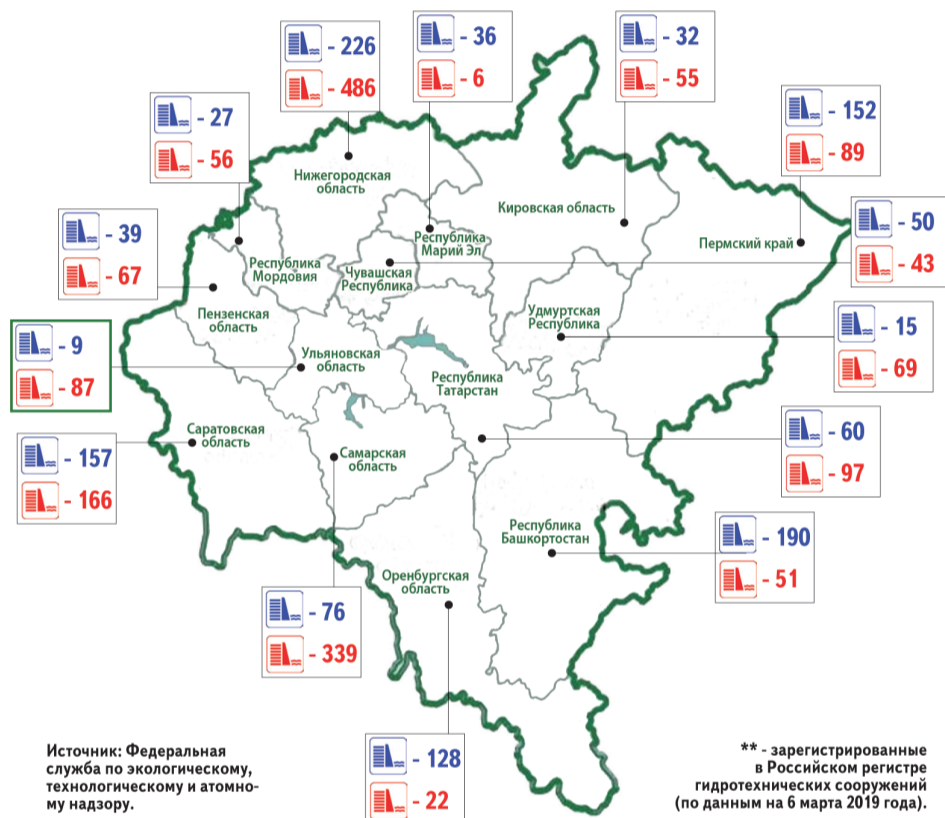 - 226
- 486
- 36
- 6
- 32
- 55
- 27
- 56
- 152
- 89
Нижегородская
область
Кировская область
- 39
- 67
Республика
Марий Эл
Пермский край
- 50
- 43
Республика
Мордовия
Чувашская
Республика
Пензенская
область
Удмуртская
Республика
- 9
- 87
Ульяновская
область
Республика
Татарстан
- 15
- 69
Саратовская
область
Самарская
область
- 60
- 97
- 157
- 166
Республика
Башкортостан
- 190
- 51
Оренбургская
область
- 76
- 339
- 128
- 22
Источник: Федеральная
служба по экологическому,
технологическому и атомно-
му надзору.
** - зарегистрированные
в Российском регистре
гидротехнических сооружений
(по данным на 6 марта 2019 года).